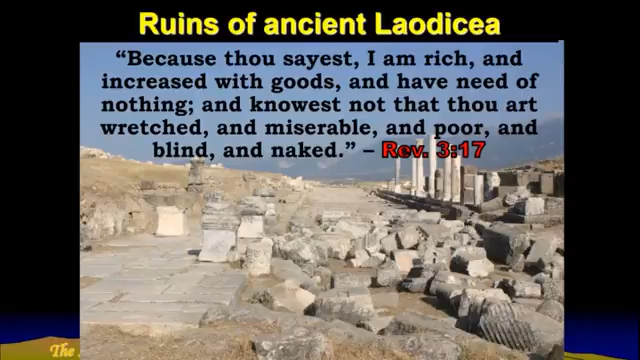 Ruins of ancient Laodicea
“Because thou sayest, I am rich, and
increased with goods, and have need of
nothing; and knowest not that thou art
wretched, and miserable, and poor, and
blind, and naked.” – Rev. 3:17
The